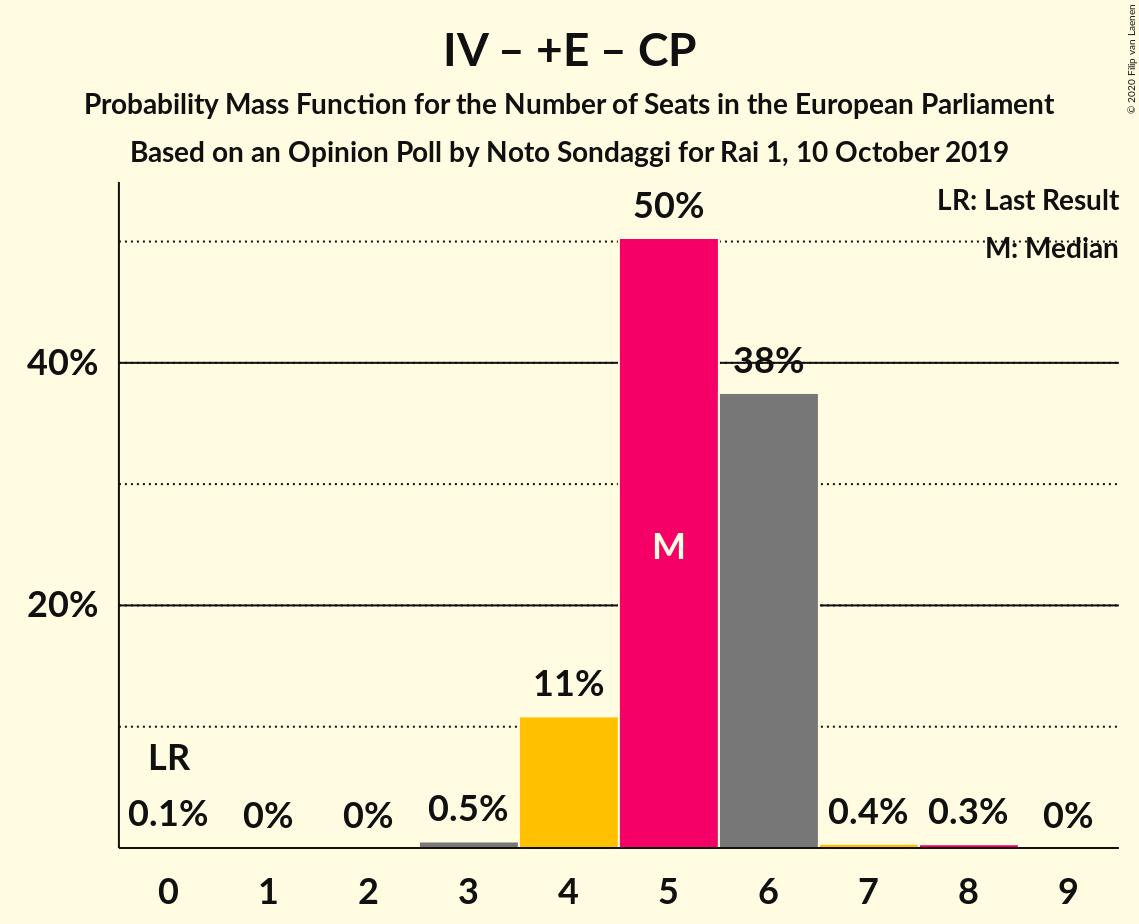 IV – +E – CP
Probability Mass Function for the Number of Seats in the European Parliament
Based on an Opinion Poll by Noto Sondaggi for Rai 1, 10 October 2019
© 2020 Filip van Laenen
LR: Last Result
M: Median
50%
40%
38%
M
20%
11%
LR
0.1% 0% 0% 0.5% 0.4% 0.3% 0%
0 1 2 3 4 5 6 7 8 9